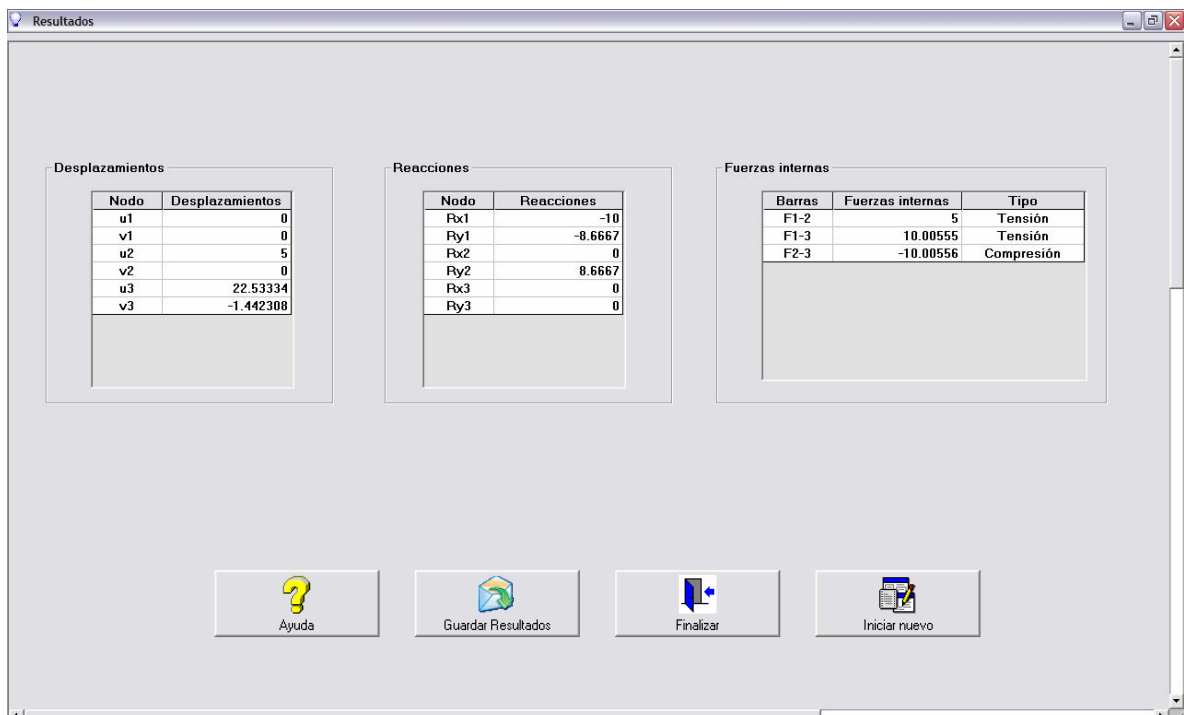 Resultados
Desplazamientos
Nodo Desplazamientos
u1 0
v1 0
u2 5
v2 0
u3 22.53334
v3 -1.442308
Reacciones
Nodo Reacciones
Rx1 -10
Ry1 -8.6667
Rx2 0
Ry2 8.6667
Rx3 0
Ry3 0
Fuerzas internas
Barras Fuerzas internas Tipo
F1-2 5 Tensión
F1-3 10.00555 Tensión
F2-3 -10.00556 Compresión
Ayuda
Guardar Resultados
Finalizar
Iniciar nuevo